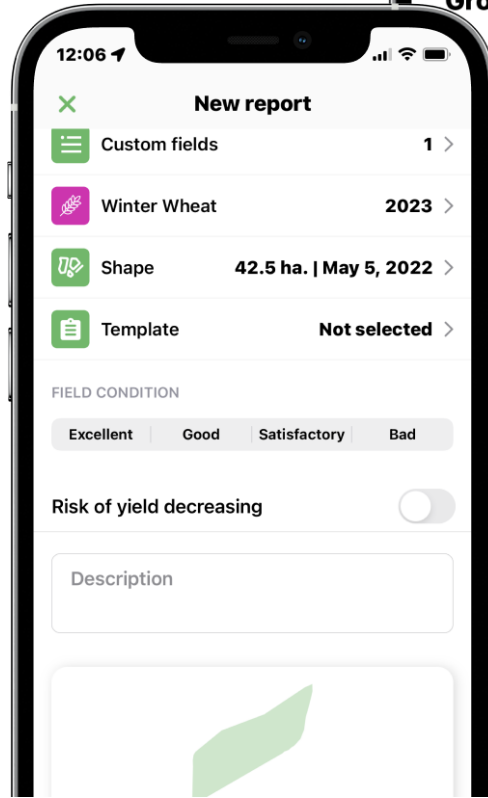 Gro
12:06
New report
Custom fields 1
Winter Wheat 2023
Shape 42.5 ha. | May 5, 2022
Template Not selected
FIELD CONDITION
Excellent Good Satisfactory Bad
Risk of yield decreasing
Description